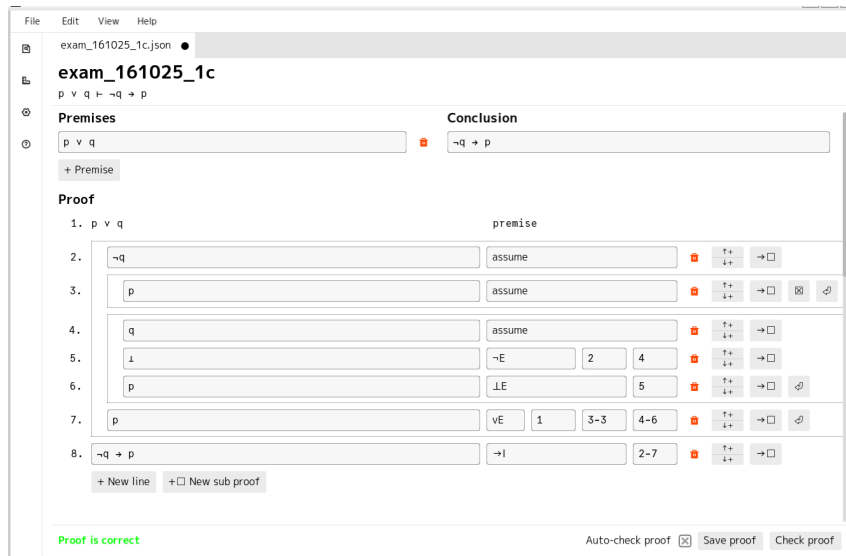 File Edit View Help
exam_161025_1c.json ●
exam_161025_1c
p ∨ q ⊢ ¬q → p
Premises Conclusion
p ∨ q ¬q → p
+ Premise
Proof
1. p ∨ q premise
2. ¬q assume
3. p assume
4. q assume
5. ⊥ ¬E 2 4
6. p ⊥E 5
7. p ∨E 1 3-3 4-6
8. ¬q → p →I 2-7
+ New line +□ New sub proof
Proof is correct Auto-check proof Save proof Check proof